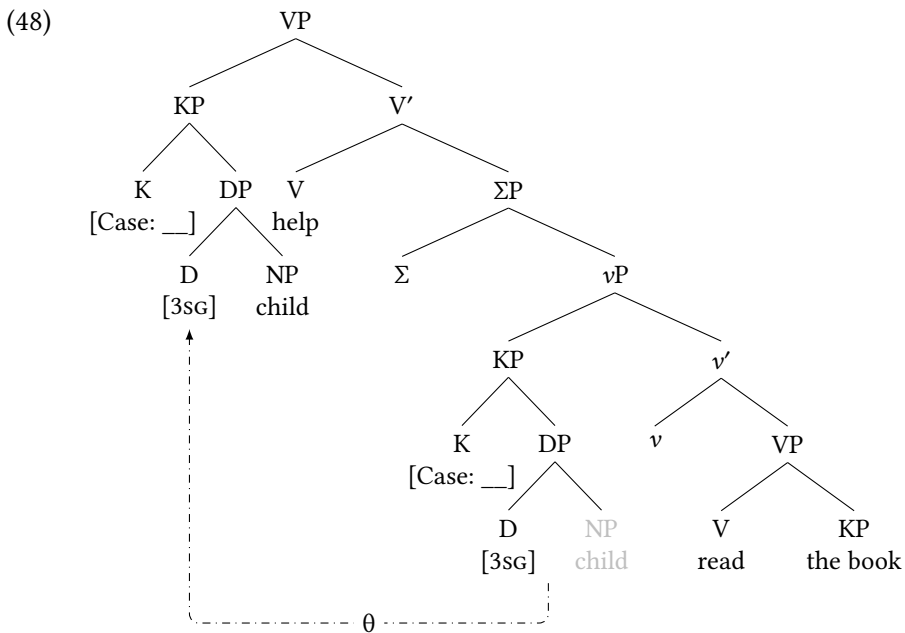 (48)
VP
KP V′
K DP V ΣP
[Case: __] help
D NP Σ vP
[3SG] child
KP v′
K DP v VP
[Case: __]
D NP V KP
[3SG] child read the book
θ